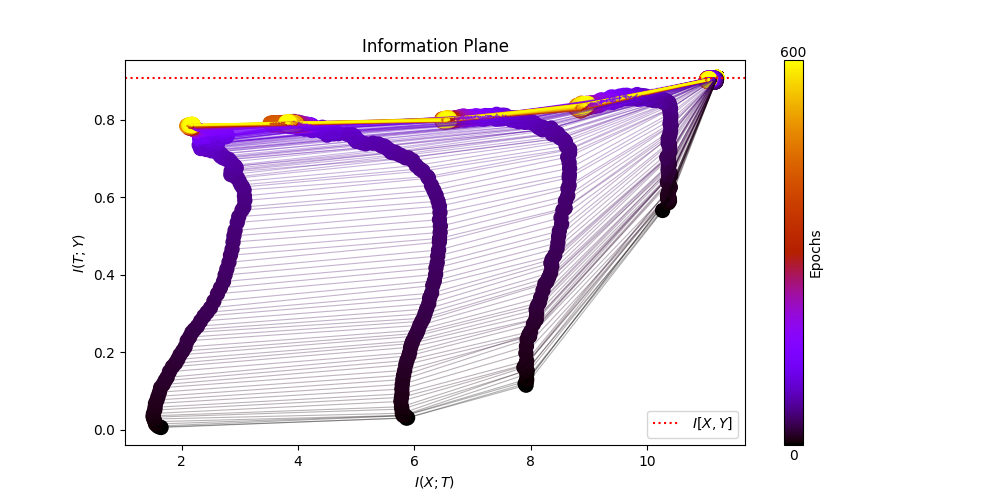 Information Plane
600
0.8
0.6
0.4
0.2
0.0
I(T; Y)
2
4
6
8
10
I(X; T)
I[X, Y]
Epochs
0